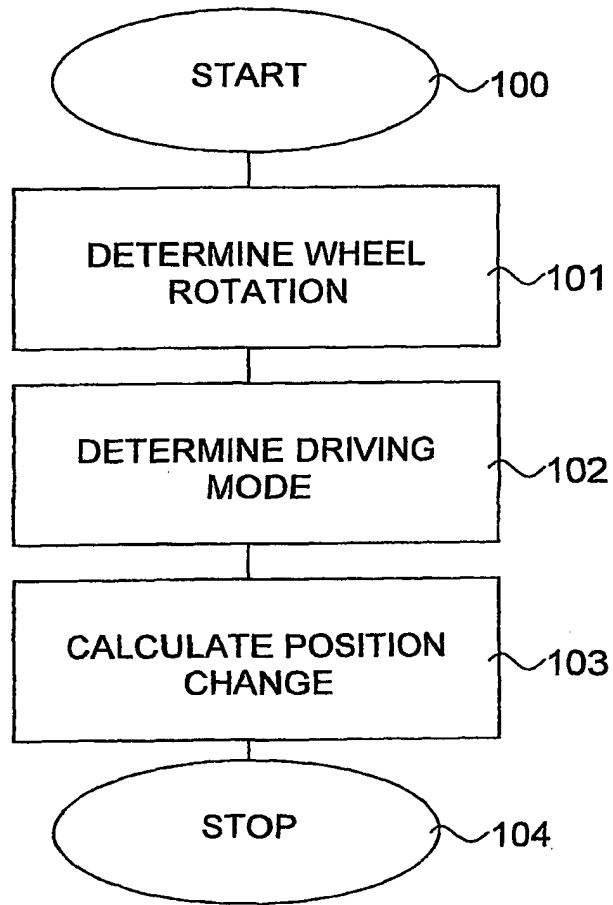 START
100
DETERMINE WHEEL
ROTATION
101
DETERMINE DRIVING
MODE
102
CALCULATE POSITION
CHANGE
103
STOP
104